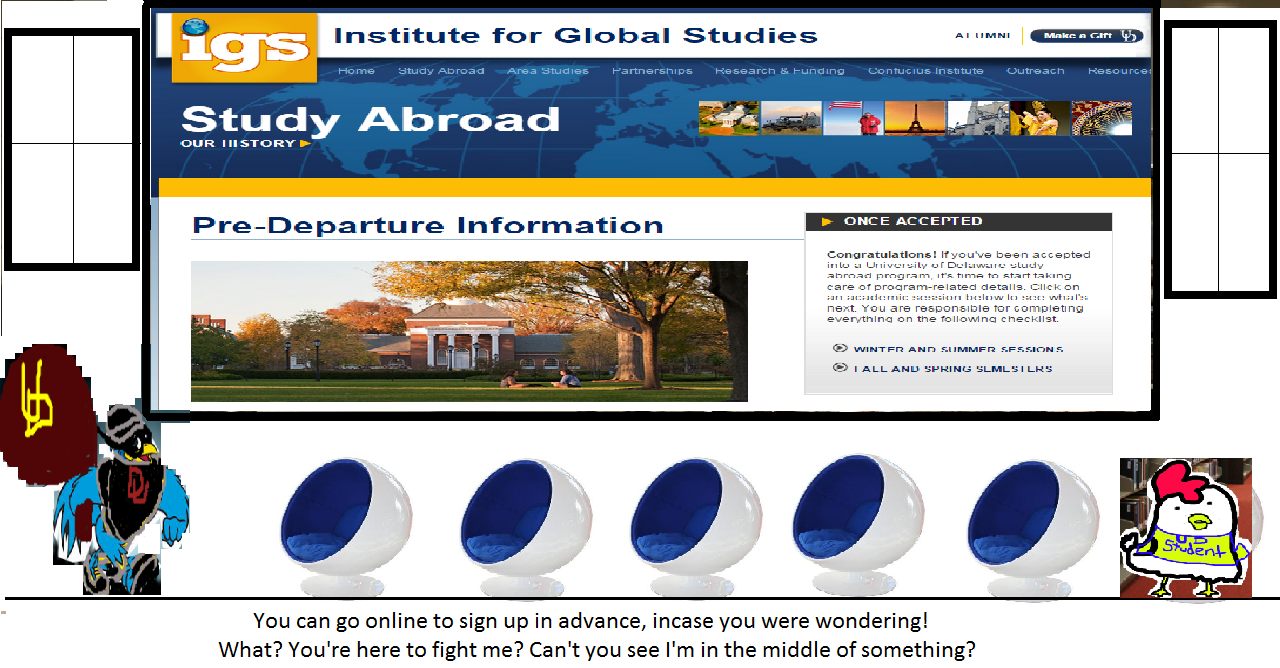 igs
Institute for Global Studies
ALUMNI
Make a Gift UD
Home Study Abroad Area Studies Partnerships Research & Funding Confucius Institute Outreach Resources
Study Abroad
OUR HISTORY
Pre-Departure Information
ONCE ACCEPTED
Congratulations! If you've been accepted
into a University of Delaware study
abroad program, it's time to start taking
care of program-related details. Click on
an academic session below to see what's
next. You are responsible for completing
everything on the following checklist.
WINTER AND SUMMER SESSIONS
FALL AND SPRING SEMESTERS
UD
DU
UD
Student
You can go online to sign up in advance, incase you were wondering!
What? You're here to fight me? Can't you see I'm in the middle of something?